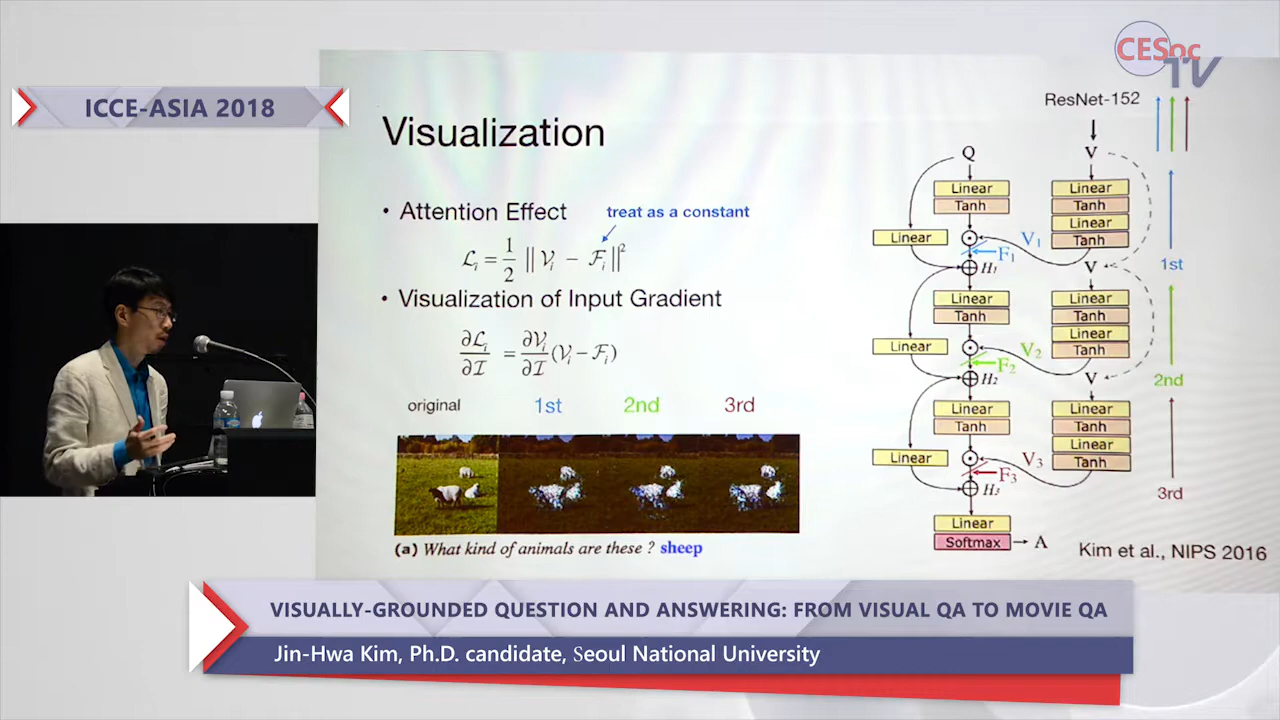 CESoc
TV
ICCE-ASIA 2018
Visualization
• Attention Effect
treat as a constant
ℒᵢ = 1/2 || 𝒱ᵢ − ℱᵢ ||²
• Visualization of Input Gradient
∂ℒᵢ/∂ℐ = ∂𝒱ᵢ/∂ℐ (𝒱ᵢ − ℱᵢ)
original 1st 2nd 3rd
(a) What kind of animals are these ? sheep
ResNet-152
Q V
Linear Linear
Tanh Tanh
Linear
Linear Tanh
V₁
F₁
H₁ V
1st
Linear Linear
Tanh Tanh
Linear
Linear Tanh
V₂
F₂
H₂ V
2nd
Linear Linear
Tanh Tanh
Linear
Linear Tanh
V₃
F₃
H₃
3rd
Linear
Softmax → A
Kim et al., NIPS 2016
VISUALLY-GROUNDED QUESTION AND ANSWERING: FROM VISUAL QA TO MOVIE QA
Jin-Hwa Kim, Ph.D. candidate, Seoul National University